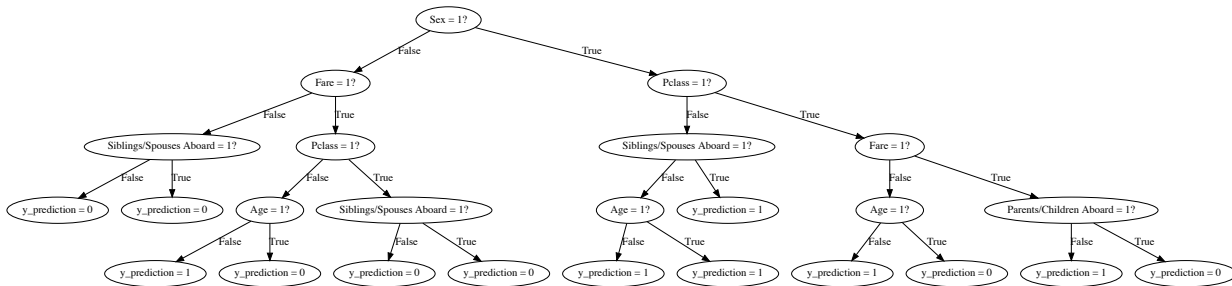 Sex = 1?
False
True
Fare = 1?
Pclass = 1?
False
True
False
True
Siblings/Spouses Aboard = 1?
Pclass = 1?
Siblings/Spouses Aboard = 1?
Fare = 1?
False
True
False
True
False
True
False
True
y_prediction = 0
y_prediction = 0
Age = 1?
Siblings/Spouses Aboard = 1?
Age = 1?
y_prediction = 1
Age = 1?
Parents/Children Aboard = 1?
False
True
False
True
False
True
False
True
False
True
y_prediction = 1
y_prediction = 0
y_prediction = 0
y_prediction = 0
y_prediction = 1
y_prediction = 1
y_prediction = 1
y_prediction = 0
y_prediction = 1
y_prediction = 0